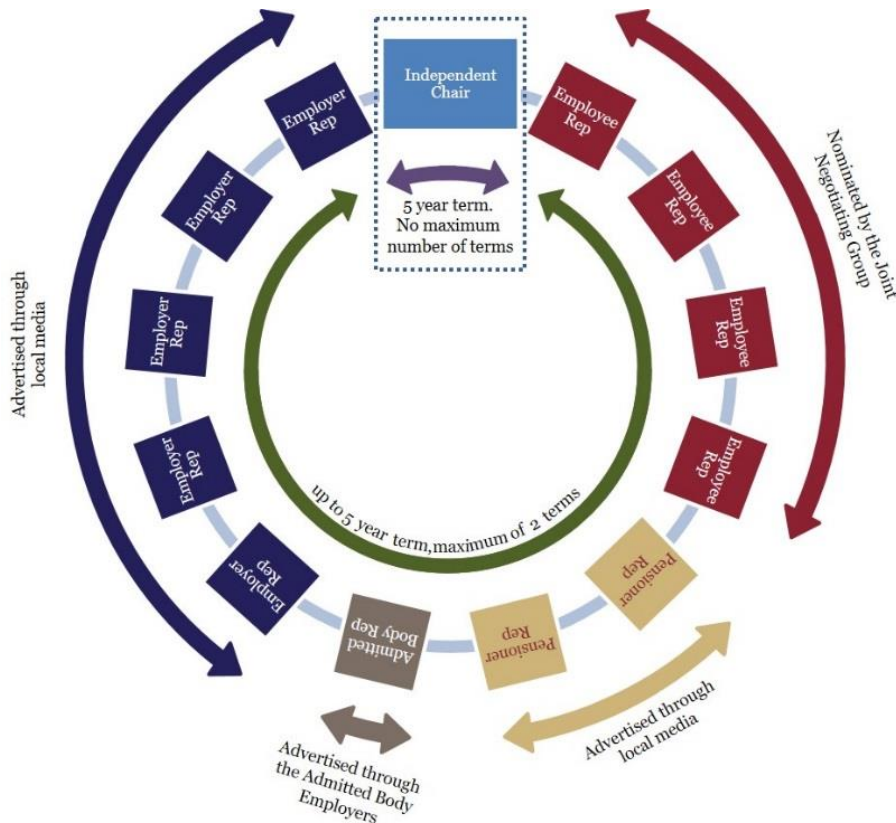 Independent
Chair
5 year term.
No maximum
number of terms
Employee
Rep
Employee
Rep
Employee
Rep
Employee
Rep
Nominated by the Joint
Negotiating Group
Pensioner
Rep
Pensioner
Rep
Advertised through
local media
Admitted
Body Rep
Advertised through
the Admitted Body
Employers
Employer
Rep
Employer
Rep
Employer
Rep
Employer
Rep
Employer
Rep
Advertised through
local media
up to 5 year term,maximum of 2 terms